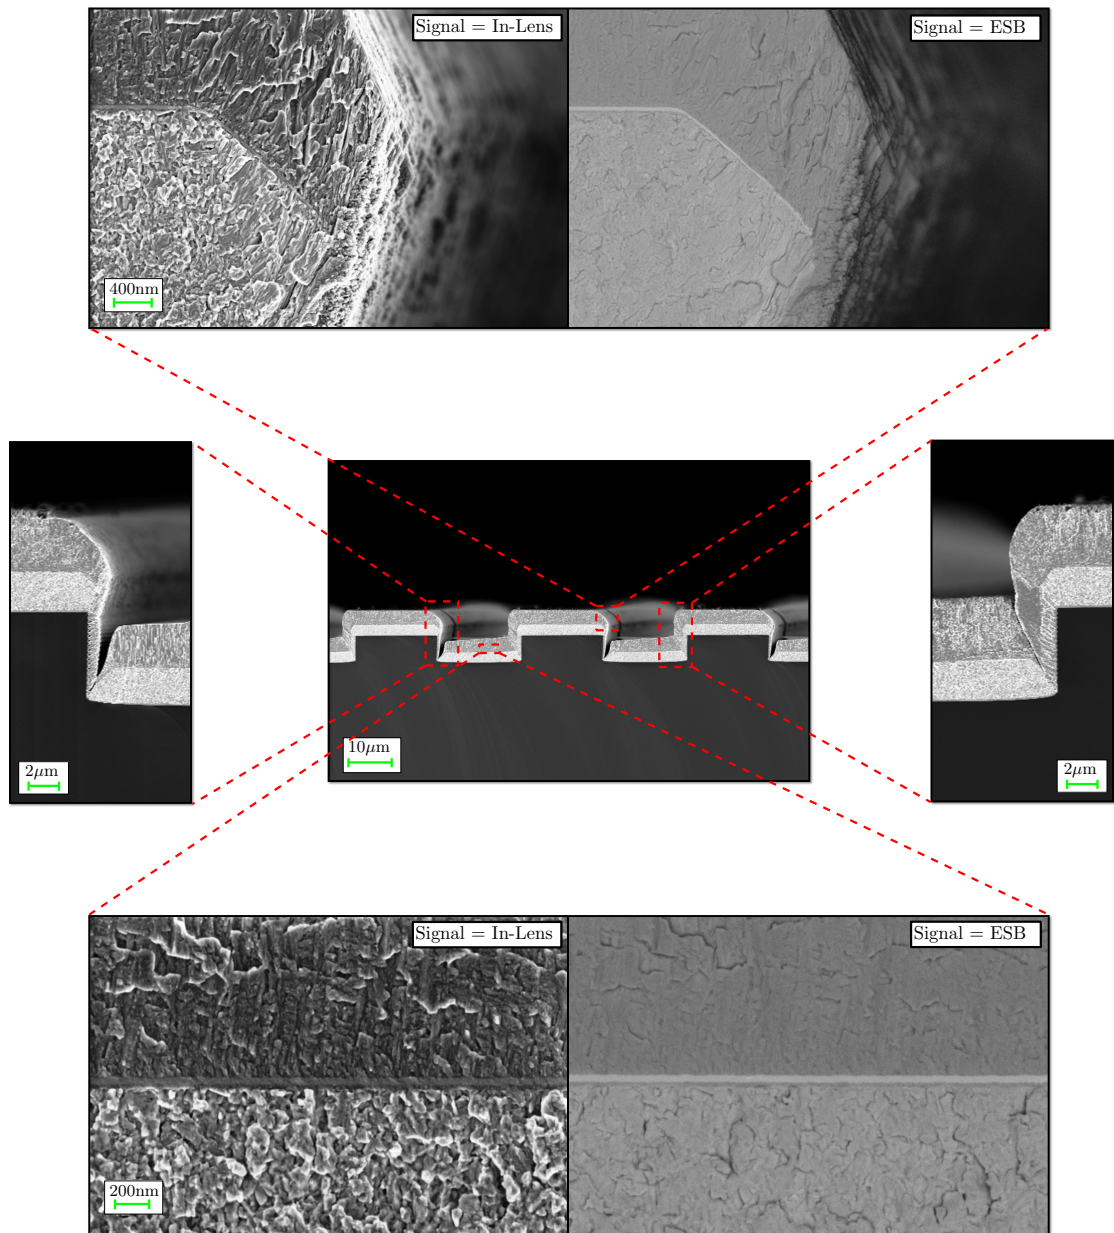 Signal = In-Lens
Signal = ESB
400nm
2μm
10μm
2μm
Signal = In-Lens
Signal = ESB
200nm